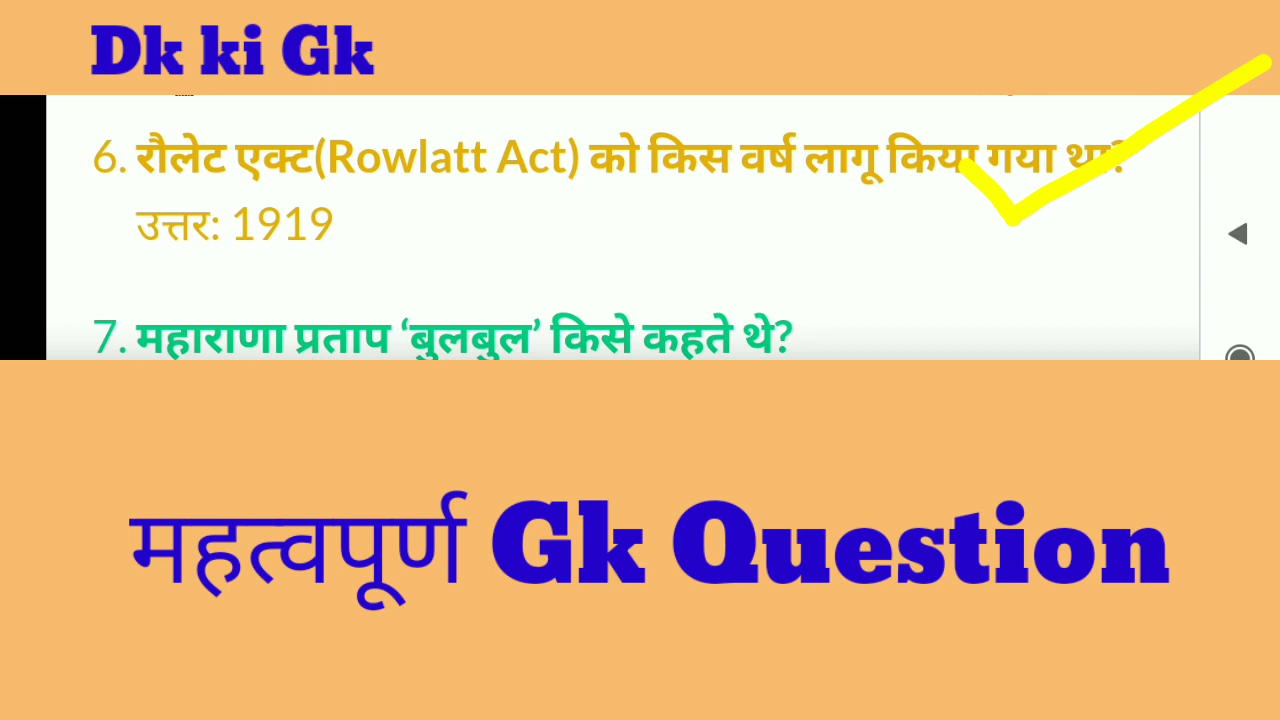 Dk ki Gk
6. रौलेट एक्ट(Rowlatt Act) को किस वर्ष लागू किया गया था?
उत्तर: 1919
7. महाराणा प्रताप ‘बुलबुल’ किसे कहते थे?
महत्वपूर्ण Gk Question